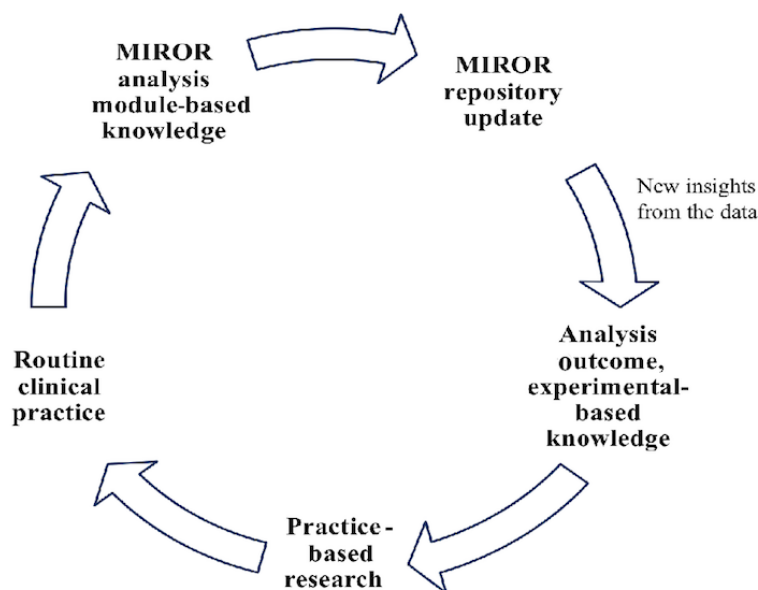 MIROR
analysis
module-based
knowledge
MIROR
repository
update
New insights
from the data
Analysis
outcome,
experimental-
based
knowledge
Practice-
based
research
Routine
clinical
practice